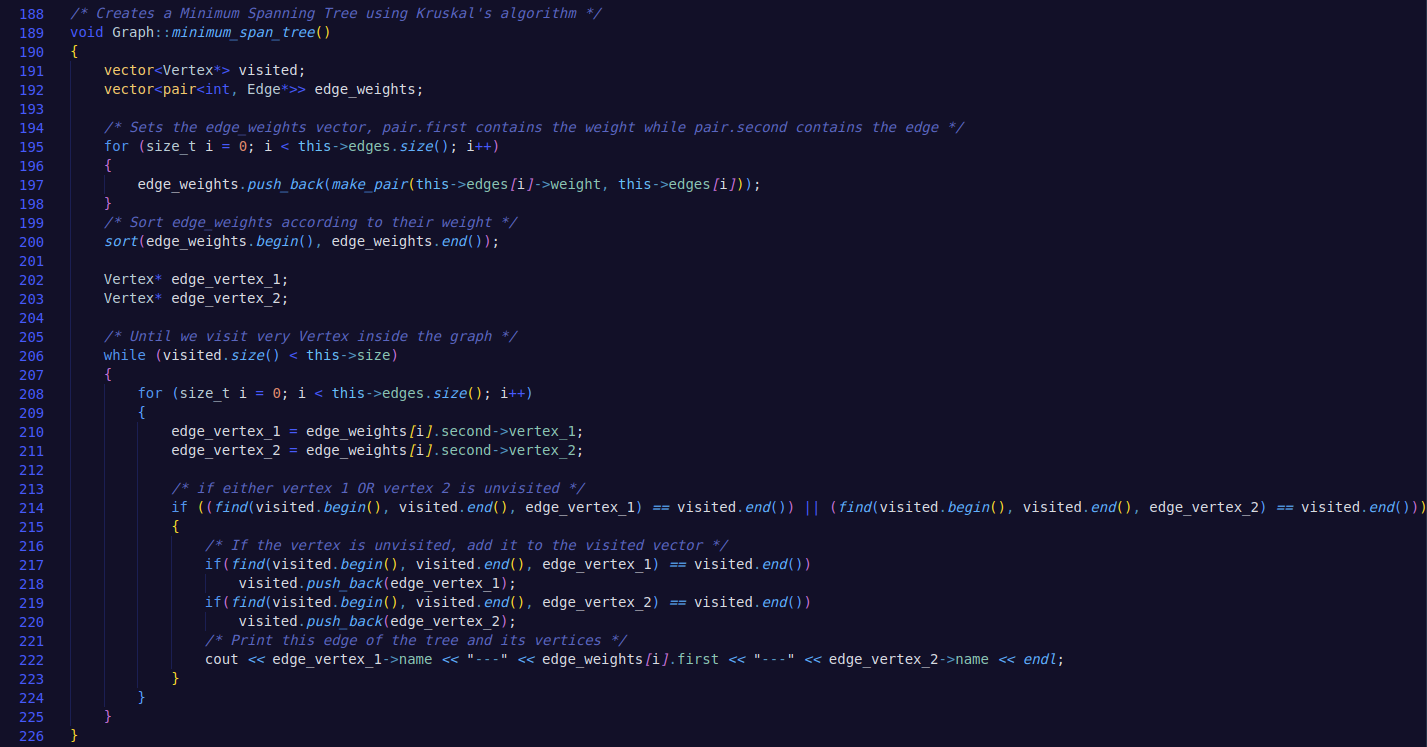 188 /* Creates a Minimum Spanning Tree using Kruskal's algorithm */
189 void Graph::minimum_span_tree()
190 {
191     vector<Vertex*> visited;
192     vector<pair<int, Edge*>> edge_weights;
193
194     /* Sets the edge_weights vector, pair.first contains the weight while pair.second contains the edge */
195     for (size_t i = 0; i < this->edges.size(); i++)
196     {
197         edge_weights.push_back(make_pair(this->edges[i]->weight, this->edges[i]));
198     }
199     /* Sort edge_weights according to their weight */
200     sort(edge_weights.begin(), edge_weights.end());
201
202     Vertex* edge_vertex_1;
203     Vertex* edge_vertex_2;
204
205     /* Until we visit very Vertex inside the graph */
206     while (visited.size() < this->size)
207     {
208         for (size_t i = 0; i < this->edges.size(); i++)
209         {
210             edge_vertex_1 = edge_weights[i].second->vertex_1;
211             edge_vertex_2 = edge_weights[i].second->vertex_2;
212
213             /* if either vertex 1 OR vertex 2 is unvisited */
214             if ((find(visited.begin(), visited.end(), edge_vertex_1) == visited.end()) || (find(visited.begin(), visited.end(), edge_vertex_2) == visited.end()))
215             {
216                 /* If the vertex is unvisited, add it to the visited vector */
217                 if(find(visited.begin(), visited.end(), edge_vertex_1) == visited.end())
218                     visited.push_back(edge_vertex_1);
219                 if(find(visited.begin(), visited.end(), edge_vertex_2) == visited.end())
220                     visited.push_back(edge_vertex_2);
221                 /* Print this edge of the tree and its vertices */
222                 cout << edge_vertex_1->name << "---" << edge_weights[i].first << "---" << edge_vertex_2->name << endl;
223             }
224         }
225     }
226 }